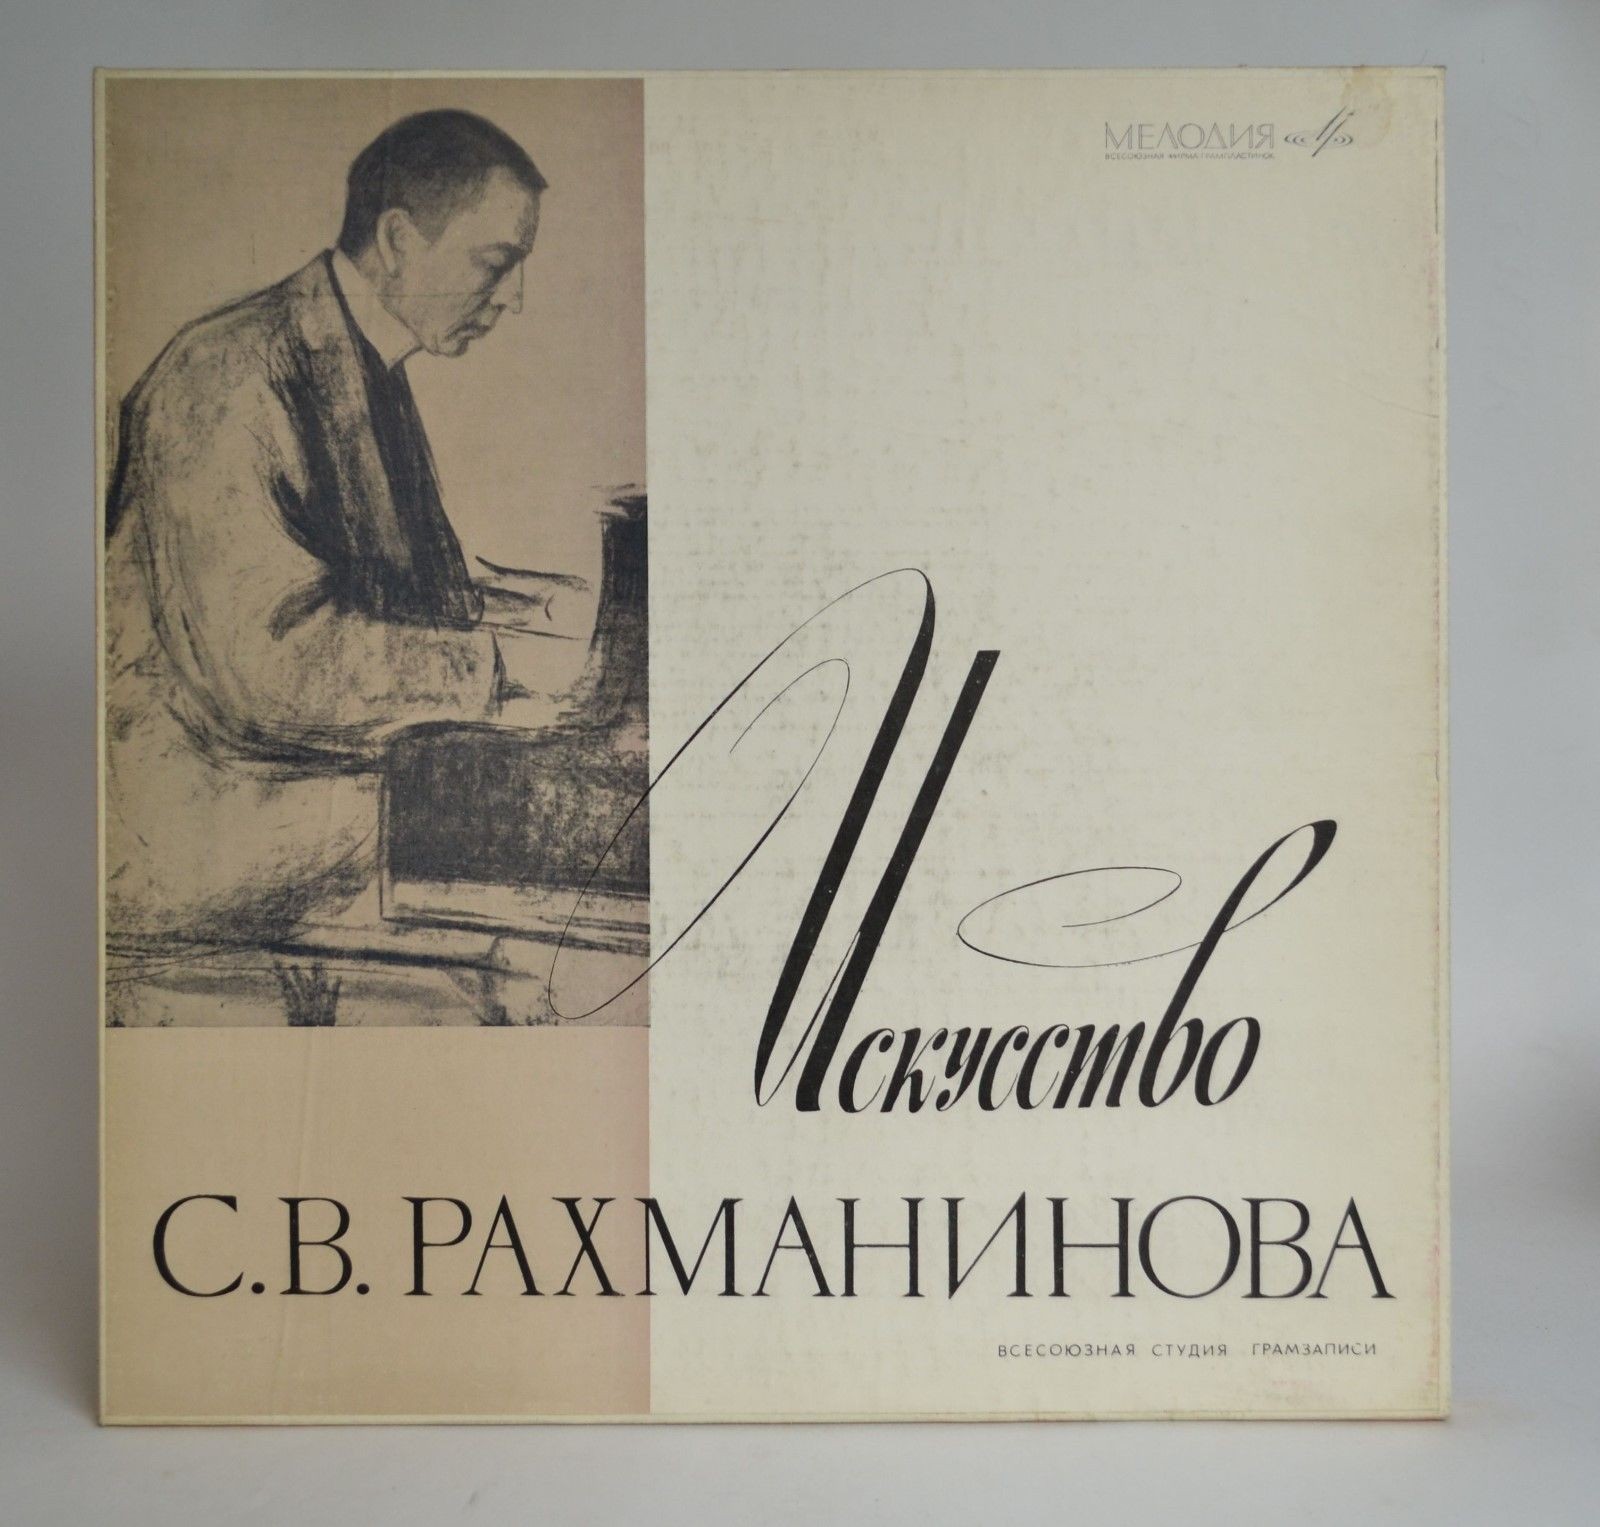 МЕЛОДИЯ
ВСЕСОЮЗНАЯ ФИРМА ГРАМПЛАСТИНОК
Искусство
С.В. РАХМАНИНОВА
ВСЕСОЮЗНАЯ СТУДИЯ ГРАМЗАПИСИ